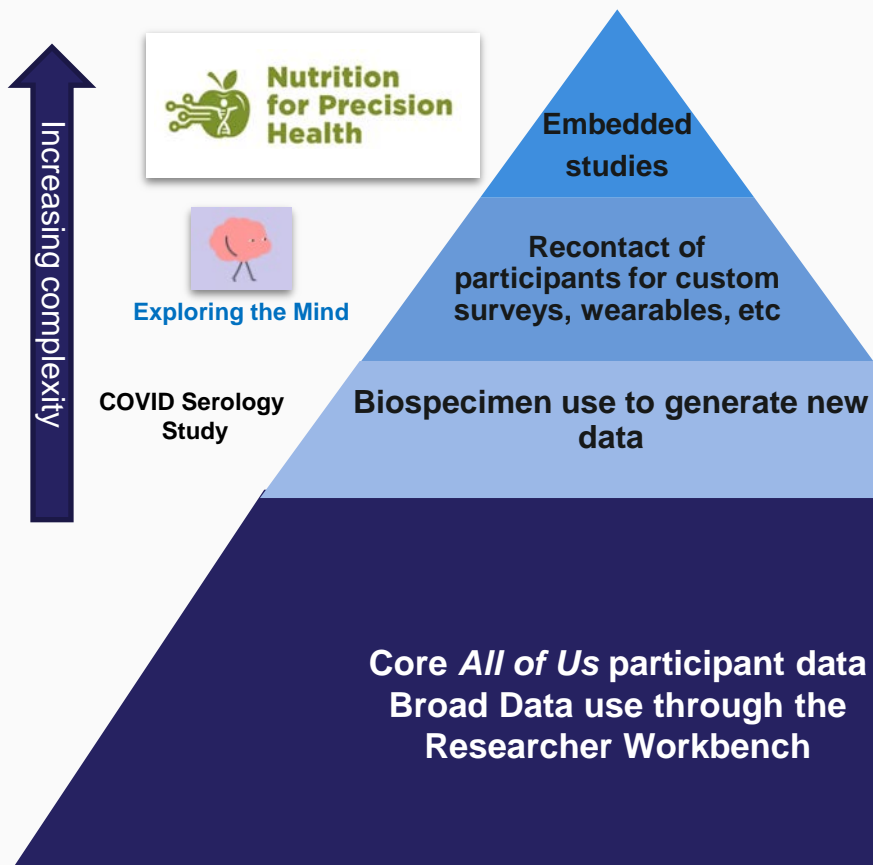 Increasing complexity
Nutrition
for Precision
Health
Embedded
studies
Exploring the Mind
Recontact of
participants for custom
surveys, wearables, etc
COVID Serology
Study
Biospecimen use to generate new
data
Core All of Us participant data
Broad Data use through the
Researcher Workbench